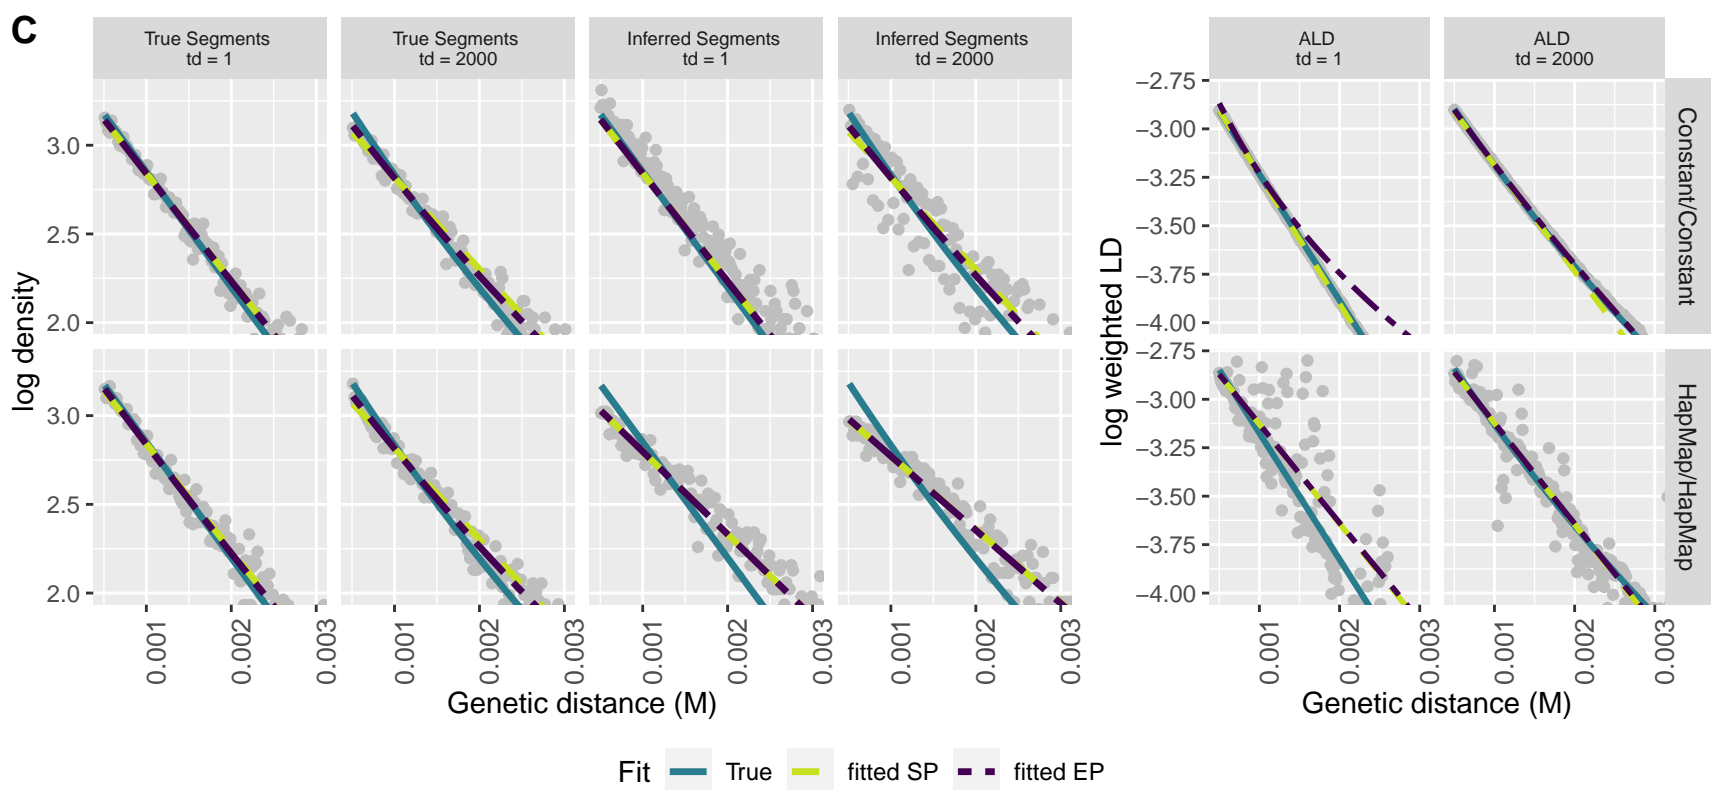 C
True Segments
td = 1
True Segments
td = 2000
Inferred Segments
td = 1
Inferred Segments
td = 2000
ALD
td = 1
ALD
td = 2000
log density
3.0
2.5
2.0
3.0
2.5
2.0
0.001
0.002
0.003
0.001
0.002
0.003
0.001
0.002
0.003
0.001
0.002
0.003
Genetic distance (M)
log weighted LD
−2.75
−3.00
−3.25
−3.50
−3.75
−4.00
−2.75
−3.00
−3.25
−3.50
−3.75
−4.00
Constant/Constant
HapMap/HapMap
0.001
0.002
0.003
0.001
0.002
0.003
Genetic distance (M)
Fit True fitted SP fitted EP